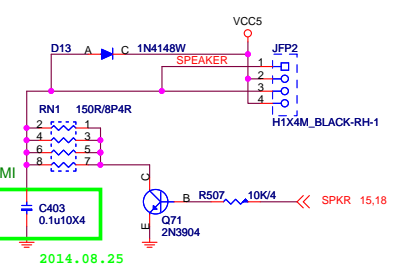 VCC5
D13 A C 1N4148W JFP2
SPEAKER 1
2
3
4
RN1 150R/8P4R
H1X4M_BLACK-RH-1
2 1
4 3
6 5
8 7
MI
C
C403
0.1u10X4
B R507 10K/4 SPKR 15,18
E Q71
2N3904
2014.08.25